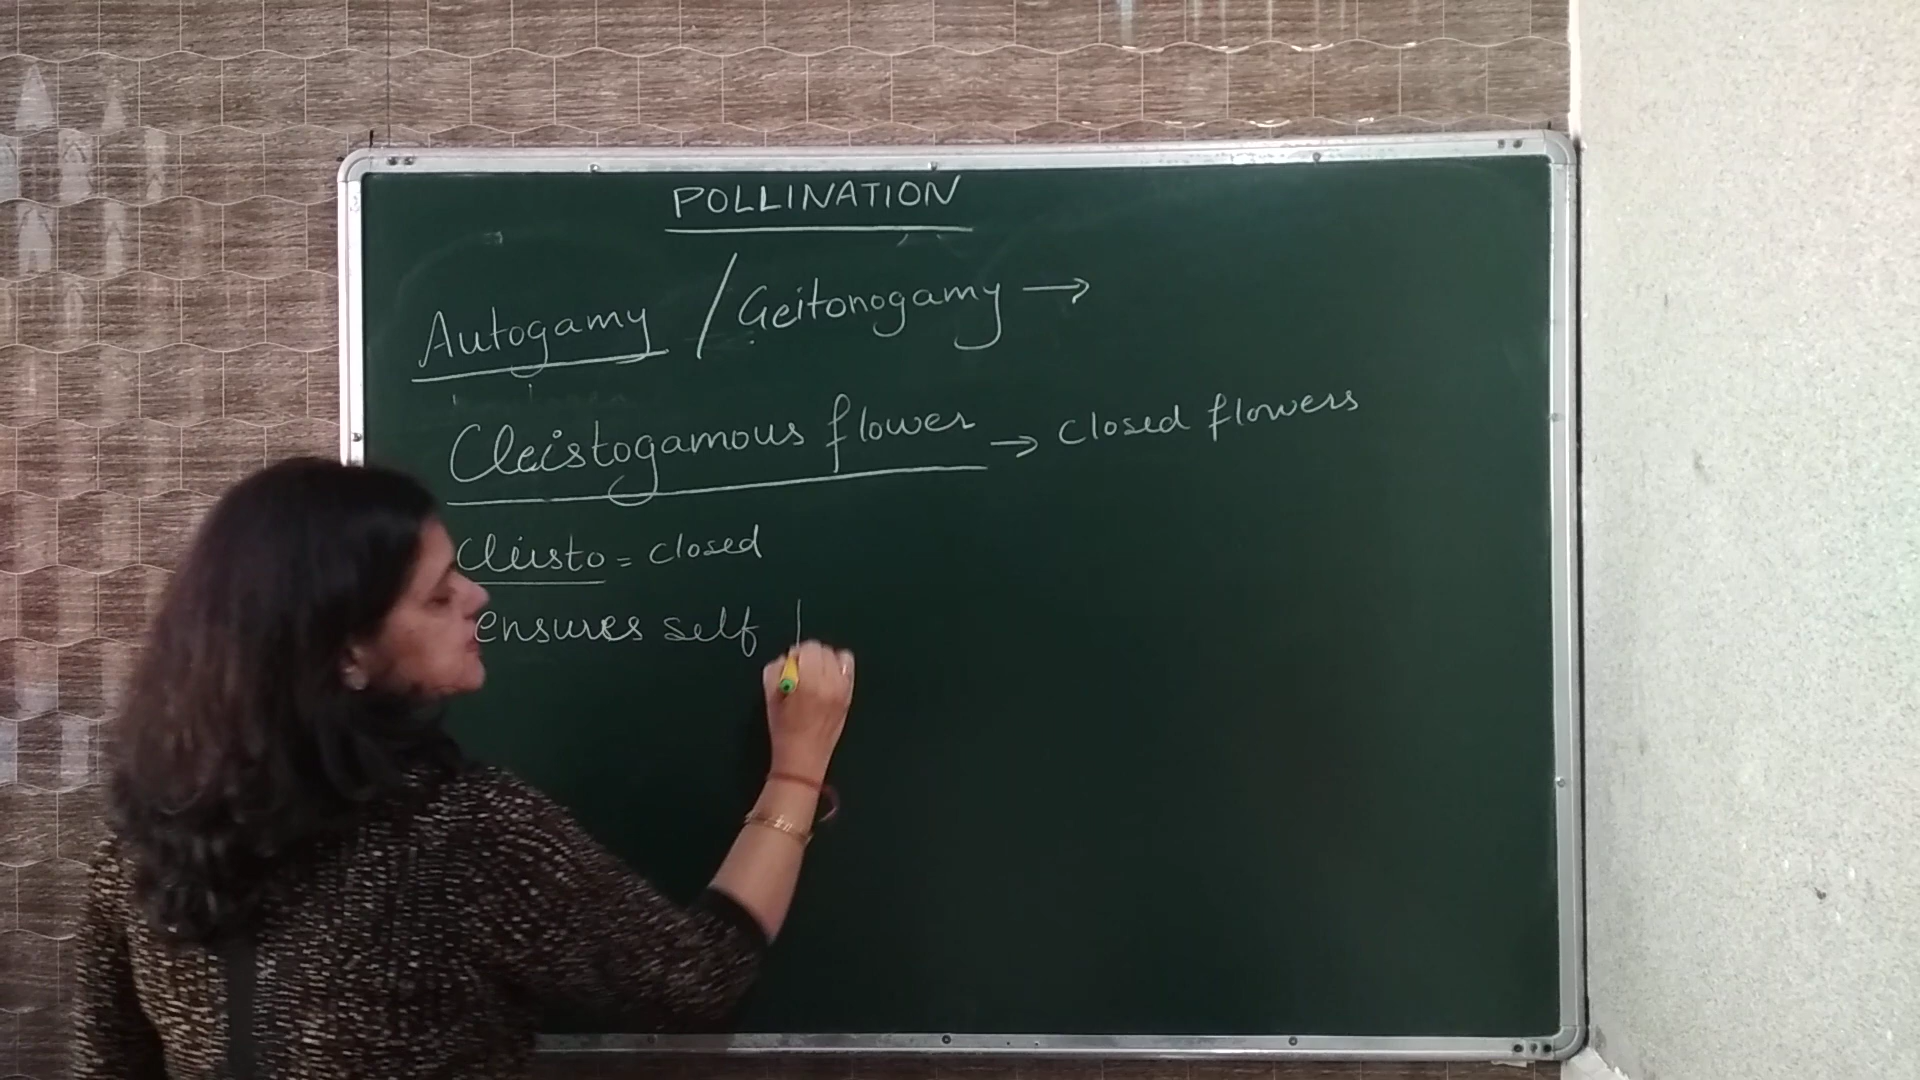 POLLINATION
Autogamy / Geitonogamy →
Cleistogamous flower → closed flowers
Cleisto = closed
ensures self